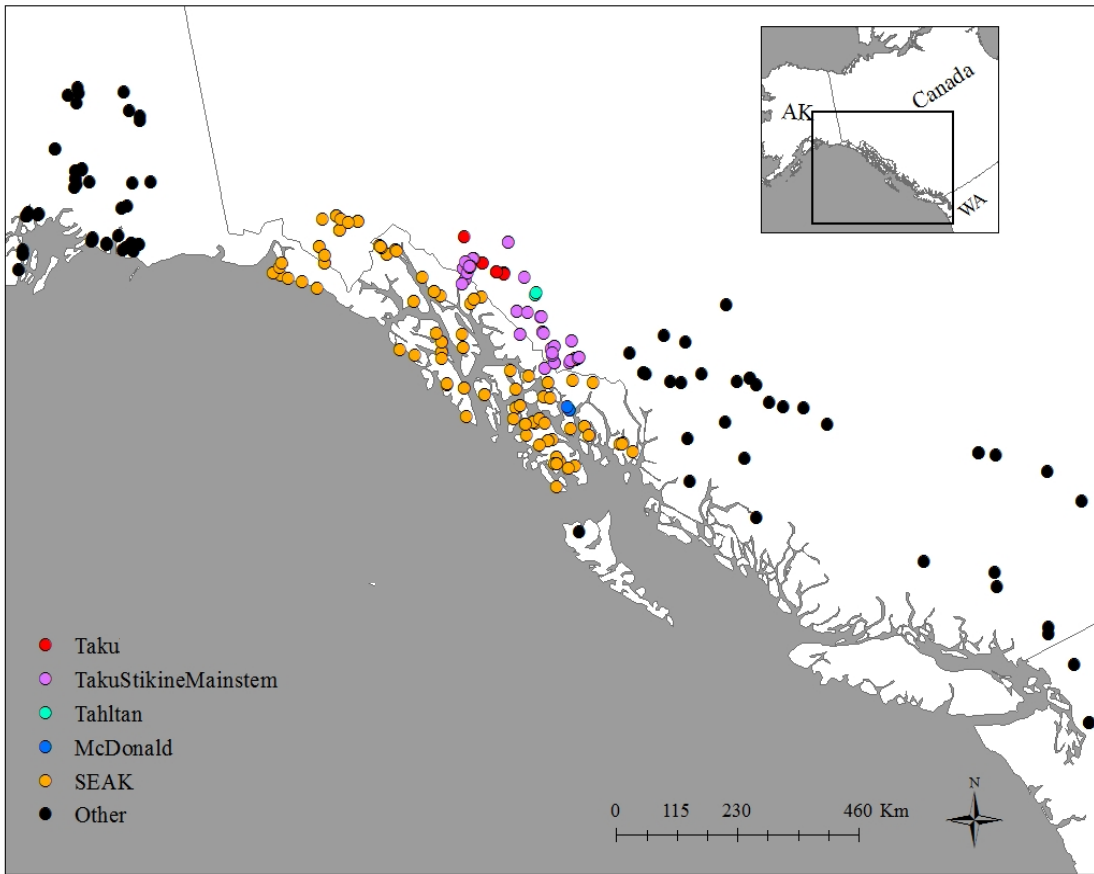 AK
Canada
WA
Taku
TakuStikineMainstem
Tahltan
McDonald
SEAK
Other
0 115 230 460 Km
N